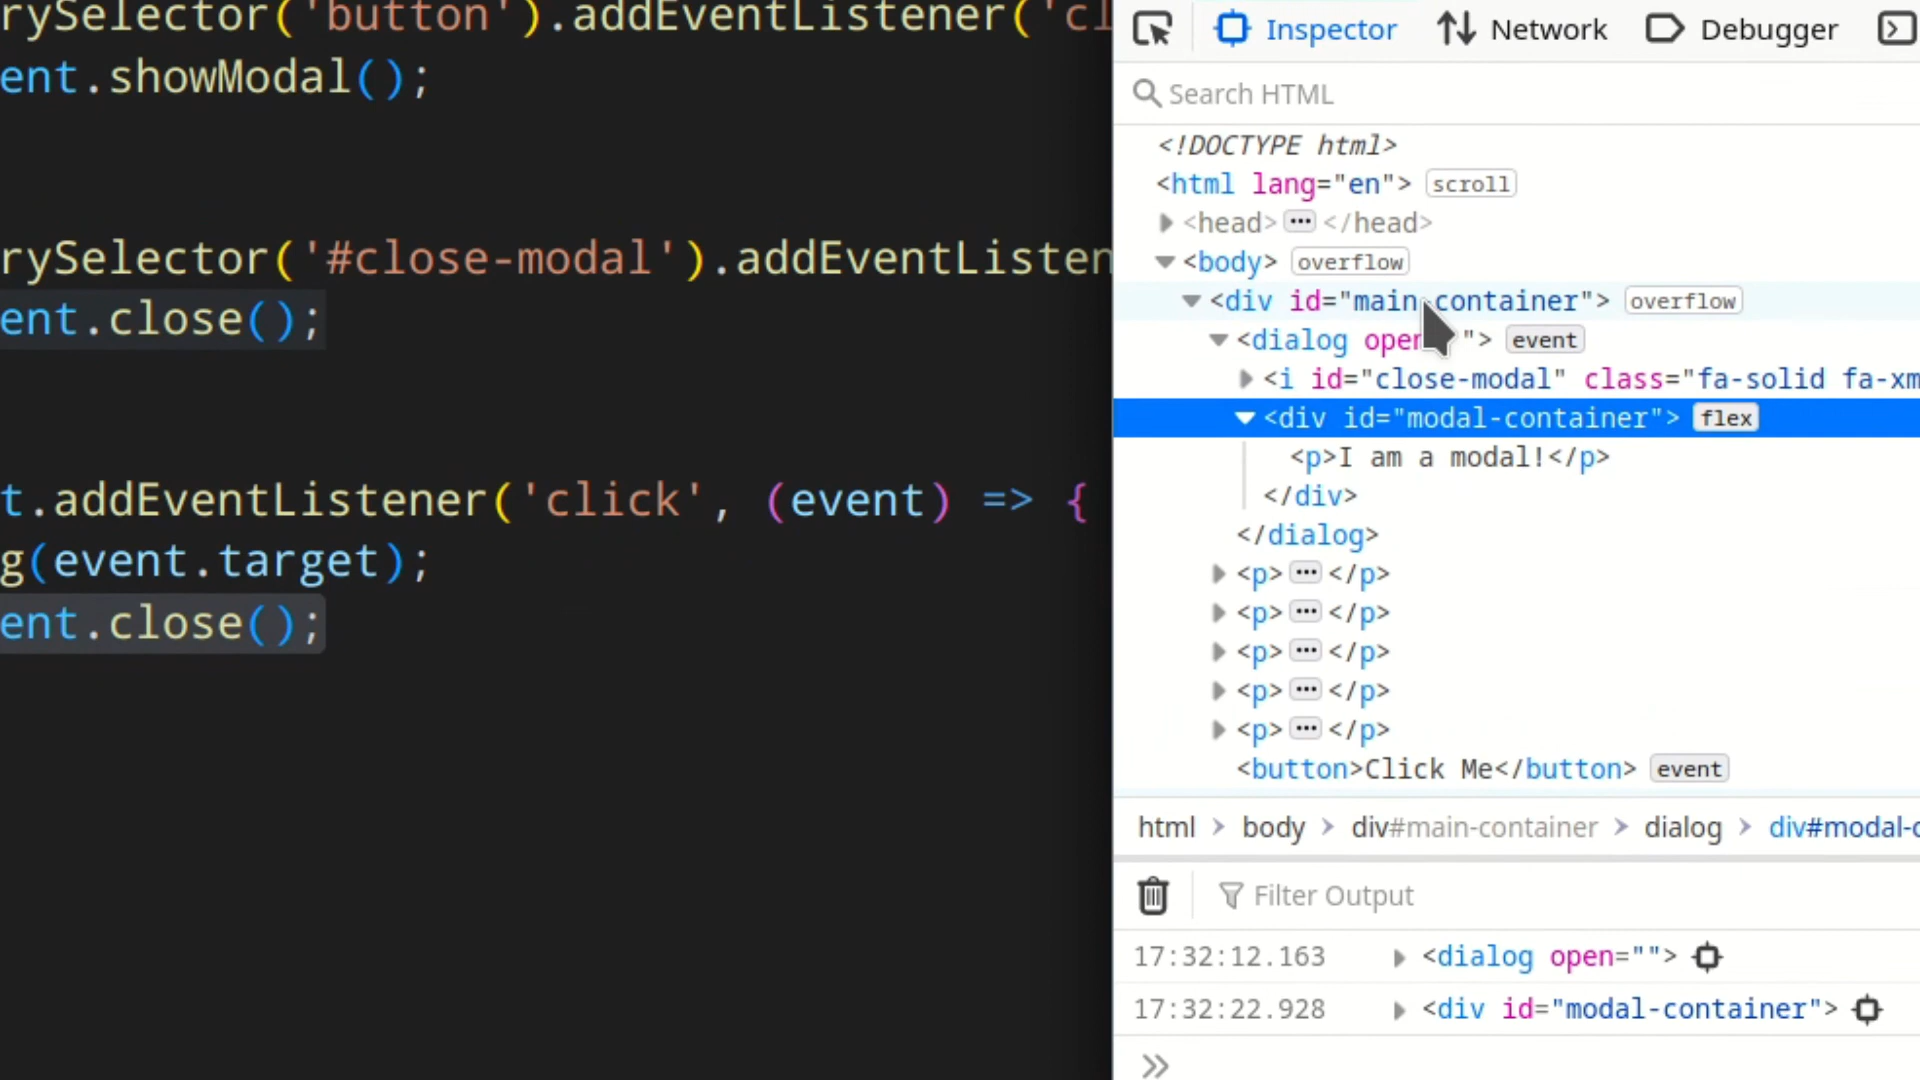 rySelector('button').addEventListener('cl
ent.showModal();
rySelector('#close-modal').addEventListen
ent.close();
t.addEventListener('click', (event) => {
g(event.target);
ent.close();
Inspector Network Debugger
Search HTML
<!DOCTYPE html>
<html lang="en"> scroll
<head> ••• </head>
<body> overflow
<div id="main-container"> overflow
<dialog open "> event
<i id="close-modal" class="fa-solid fa-xm
<div id="modal-container"> flex
<p>I am a modal!</p>
</div>
</dialog>
<p> ••• </p>
<p> ••• </p>
<p> ••• </p>
<p> ••• </p>
<p> ••• </p>
<button>Click Me</button> event
html > body > div#main-container > dialog > div#modal-c
Filter Output
17:32:12.163 <dialog open="">
17:32:22.928 <div id="modal-container">